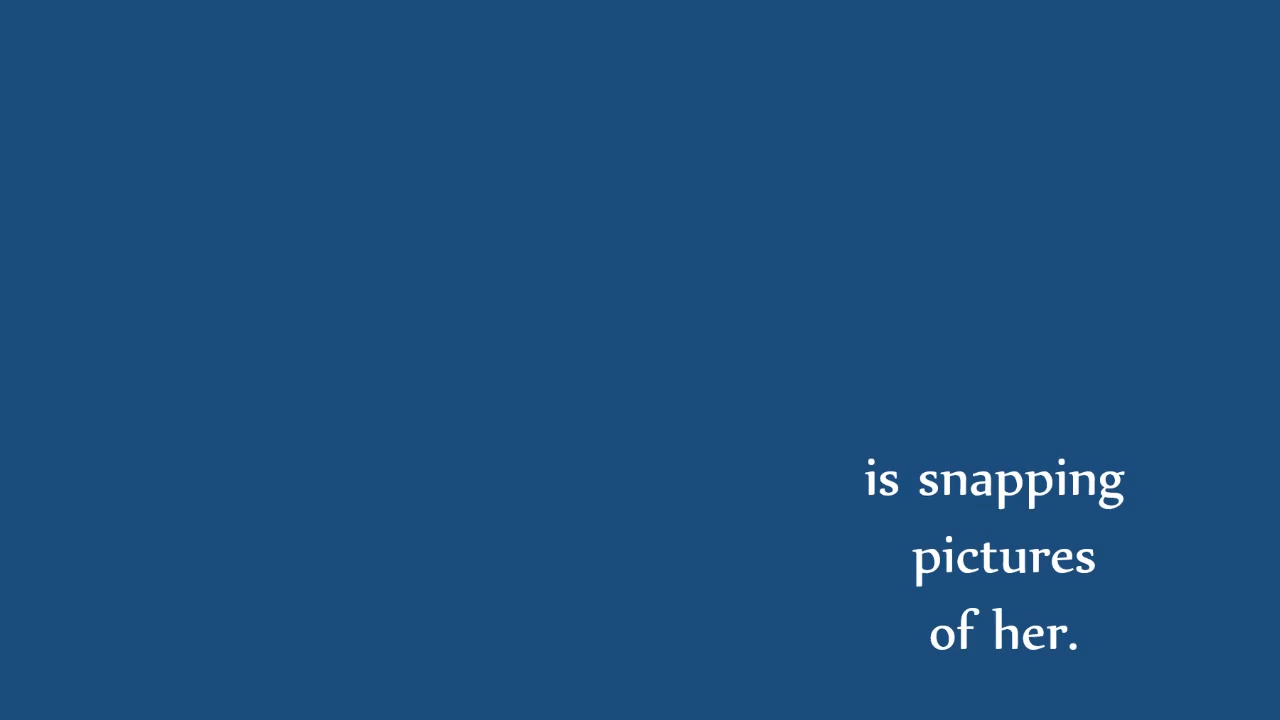 is snapping
pictures
of her.